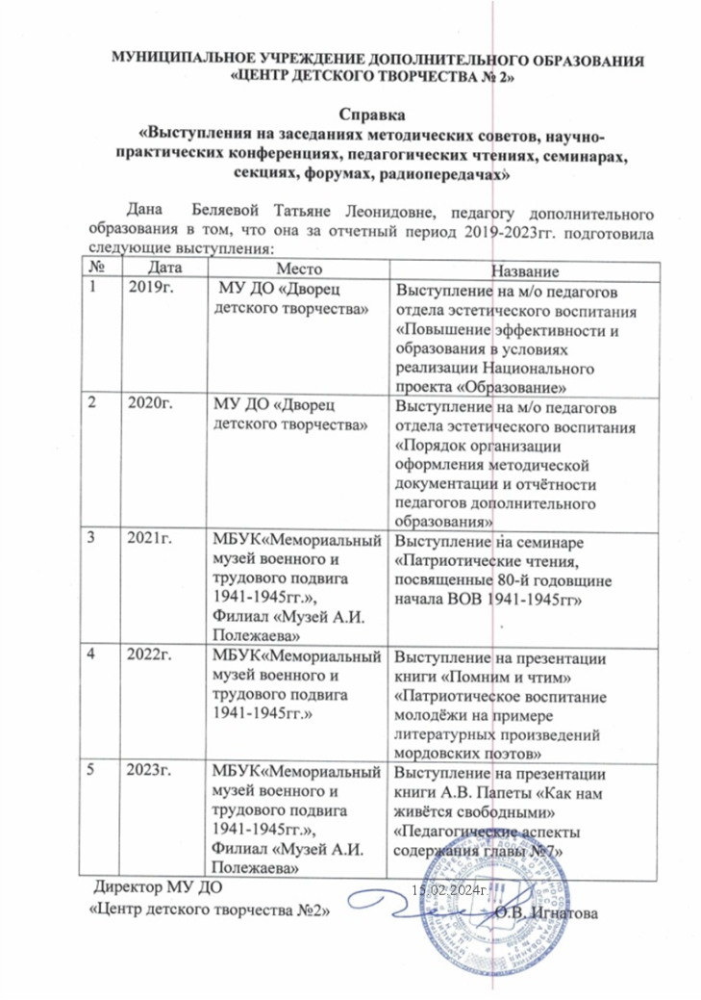 МУНИЦИПАЛЬНОЕ УЧРЕЖДЕНИЕ ДОПОЛНИТЕЛЬНОГО ОБРАЗОВАНИЯ
«ЦЕНТР ДЕТСКОГО ТВОРЧЕСТВА № 2»
Справка
«Выступления на заседаниях методических советов, научно-
практических конференциях, педагогических чтениях, семинарах,
секциях, форумах, радиопередачах»
Дана Беляевой Татьяне Леонидовне, педагогу дополнительного
образования в том, что она за отчетный период 2019-2023гг. подготовила
следующие выступления:
№ Дата Место Название
1 2019г. МУ ДО «Дворец
детского творчества»
Выступление на м/о педагогов
отдела эстетического воспитания
«Повышение эффективности и
образования в условиях
реализации Национального
проекта «Образование»
2 2020г. МУ ДО «Дворец
детского творчества»
Выступление на м/о педагогов
отдела эстетического воспитания
«Порядок организации
оформления методической
документации и отчётности
педагогов дополнительного
образования»
3 2021г. МБУК«Мемориальный
музей военного и
трудового подвига
1941-1945гг.»,
Филиал «Музей А.И.
Полежаева»
Выступление на семинаре
«Патриотические чтения,
посвященные 80-й годовщине
начала ВОВ 1941-1945гг»
4 2022г. МБУК«Мемориальный
музей военного и
трудового подвига
1941-1945гг.»
Выступление на презентации
книги «Помним и чтим»
«Патриотическое воспитание
молодёжи на примере
литературных произведений
мордовских поэтов»
5 2023г. МБУК«Мемориальный
музей военного и
трудового подвига
1941-1945гг.»,
Филиал «Музей А.И.
Полежаева»
Выступление на презентации
книги А.В. Папеты «Как нам
живётся свободными»
«Педагогические аспекты
содержания главы №7»
Директор МУ ДО 15.02.2024г.
«Центр детского творчества №2» О.В. Игнатова